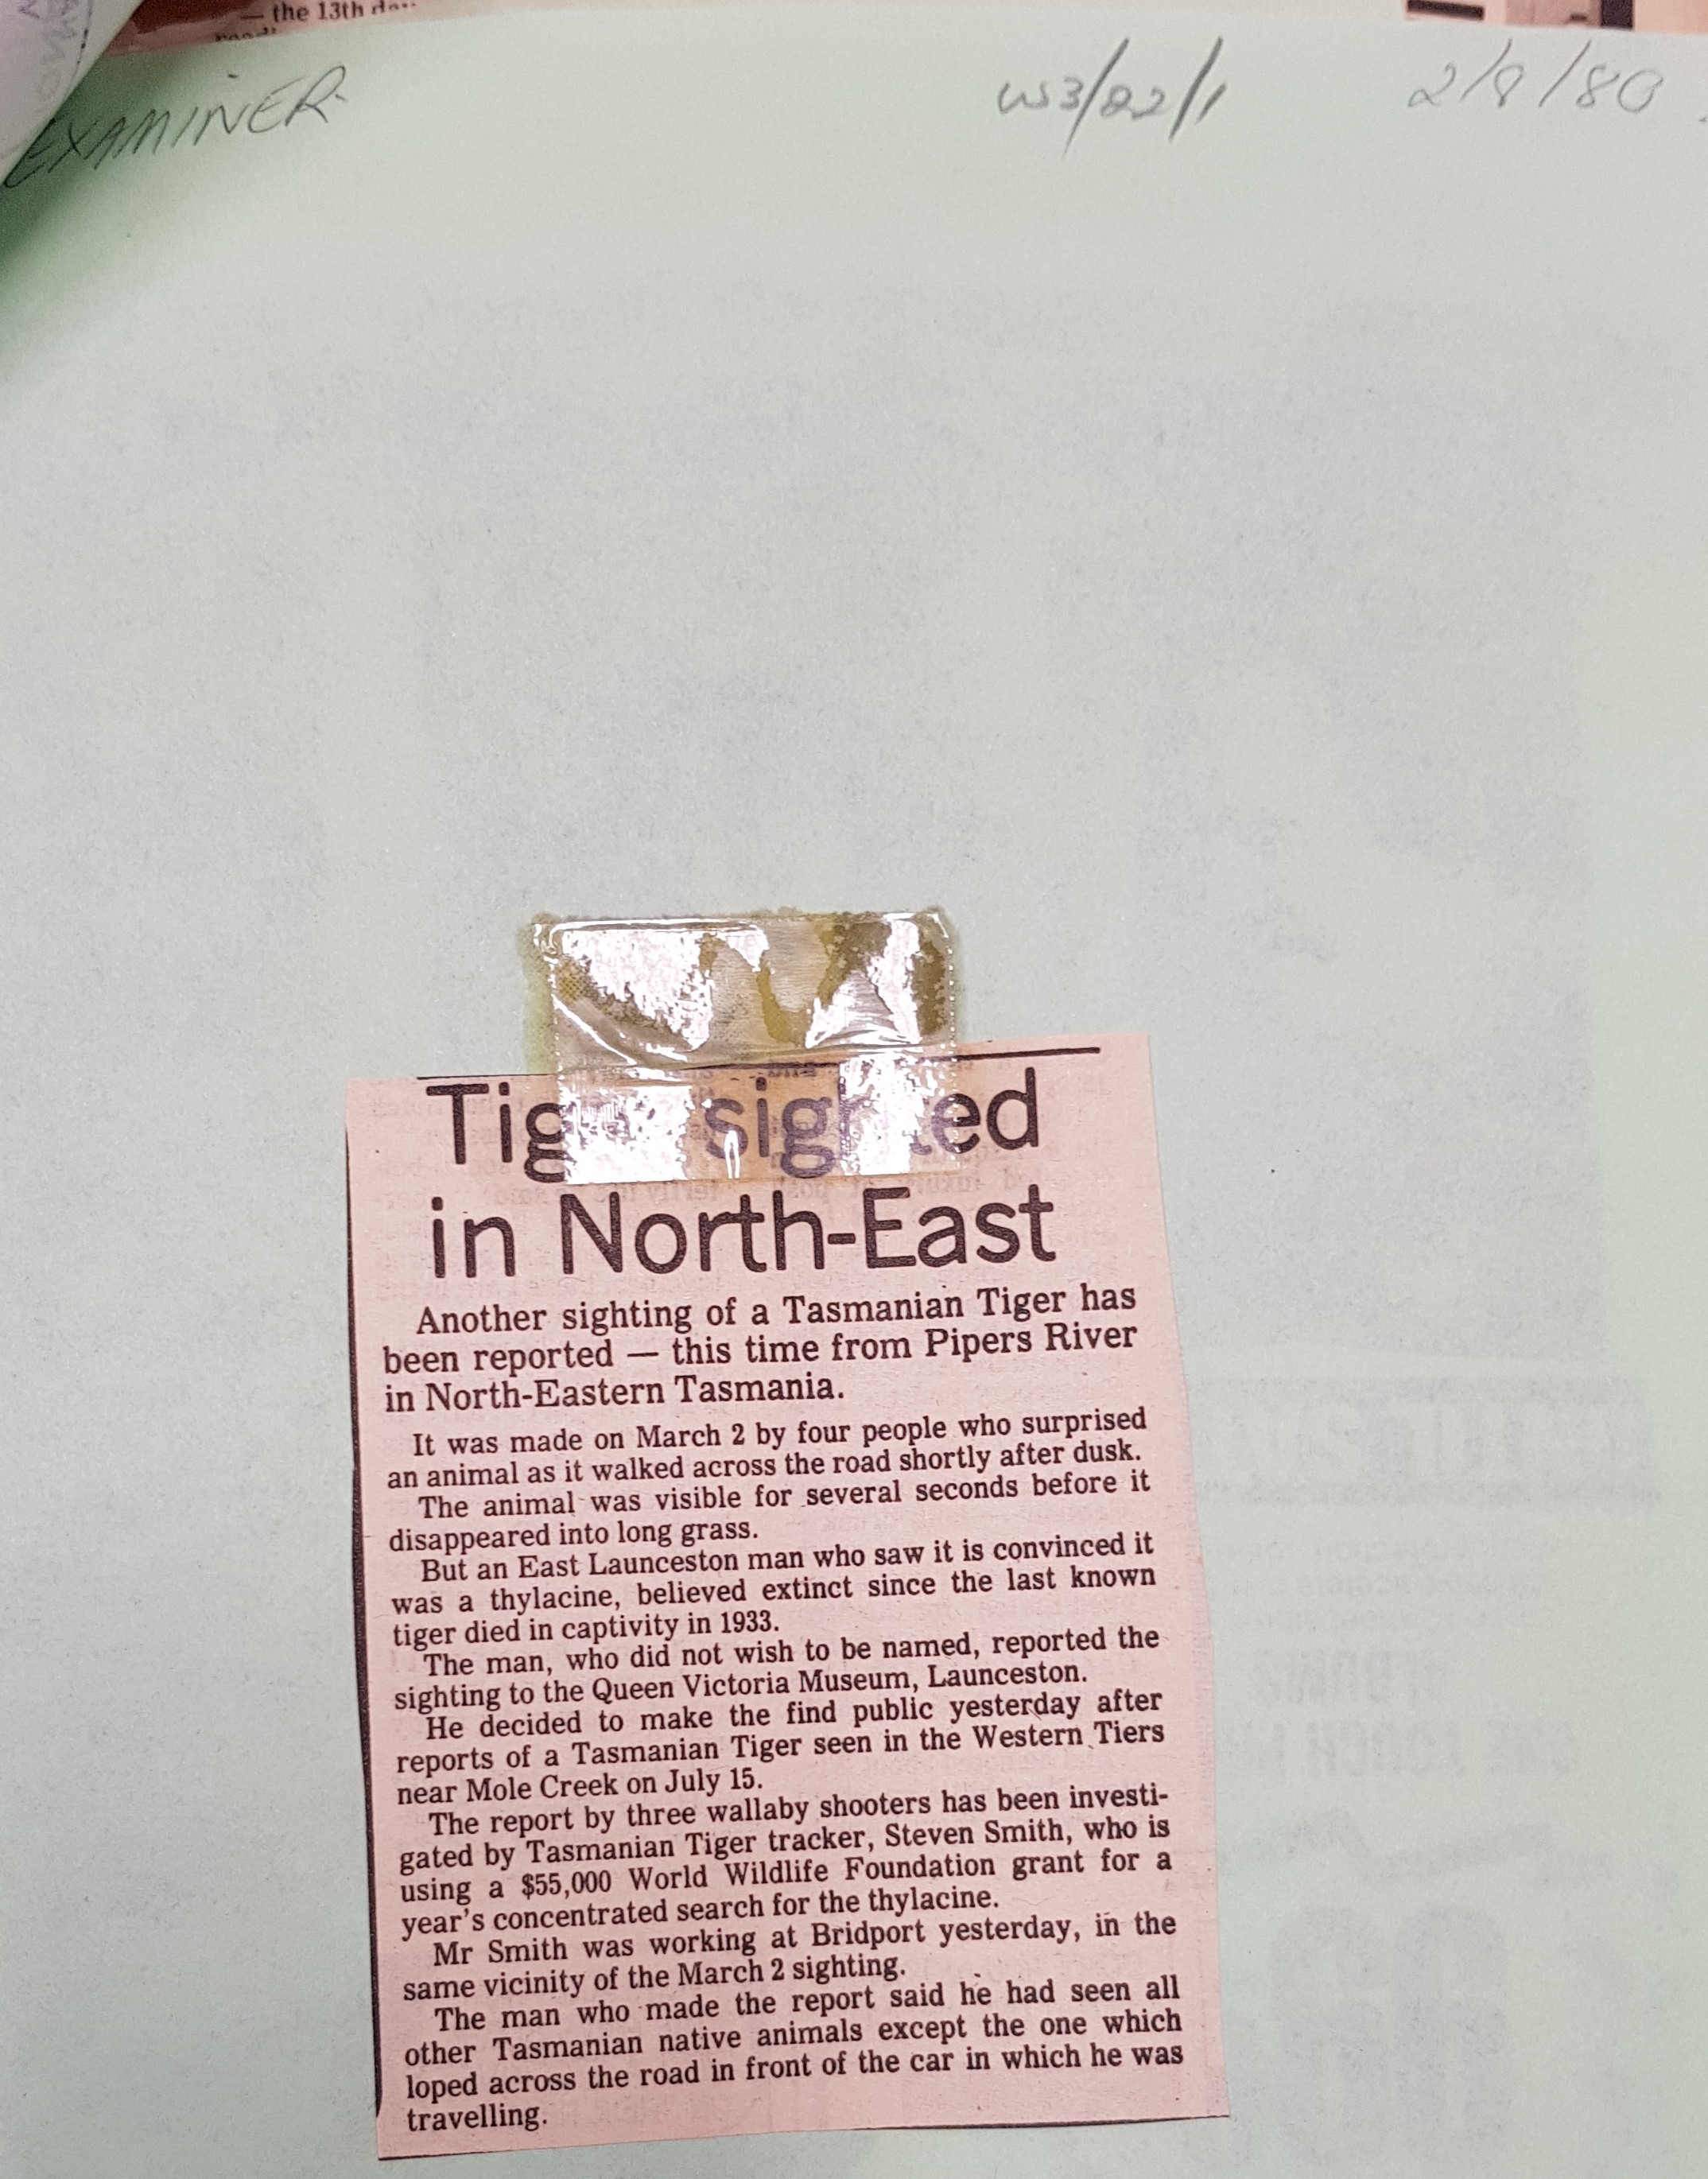 — the 13th
EXAMINER
WS3/82/1
2/8/80
Tiger sighted
in North-East
Another sighting of a Tasmanian Tiger has
been reported — this time from Pipers River
in North-Eastern Tasmania.
It was made on March 2 by four people who surprised
an animal as it walked across the road shortly after dusk.
The animal was visible for several seconds before it
disappeared into long grass.
But an East Launceston man who saw it is convinced it
was a thylacine, believed extinct since the last known
tiger died in captivity in 1933.
The man, who did not wish to be named, reported the
sighting to the Queen Victoria Museum, Launceston.
He decided to make the find public yesterday after
reports of a Tasmanian Tiger seen in the Western Tiers
near Mole Creek on July 15.
The report by three wallaby shooters has been investi-
gated by Tasmanian Tiger tracker, Steven Smith, who is
using a $55,000 World Wildlife Foundation grant for a
year's concentrated search for the thylacine.
Mr Smith was working at Bridport yesterday, in the
same vicinity of the March 2 sighting.
The man who made the report said he had seen all
other Tasmanian native animals except the one which
loped across the road in front of the car in which he was
travelling.